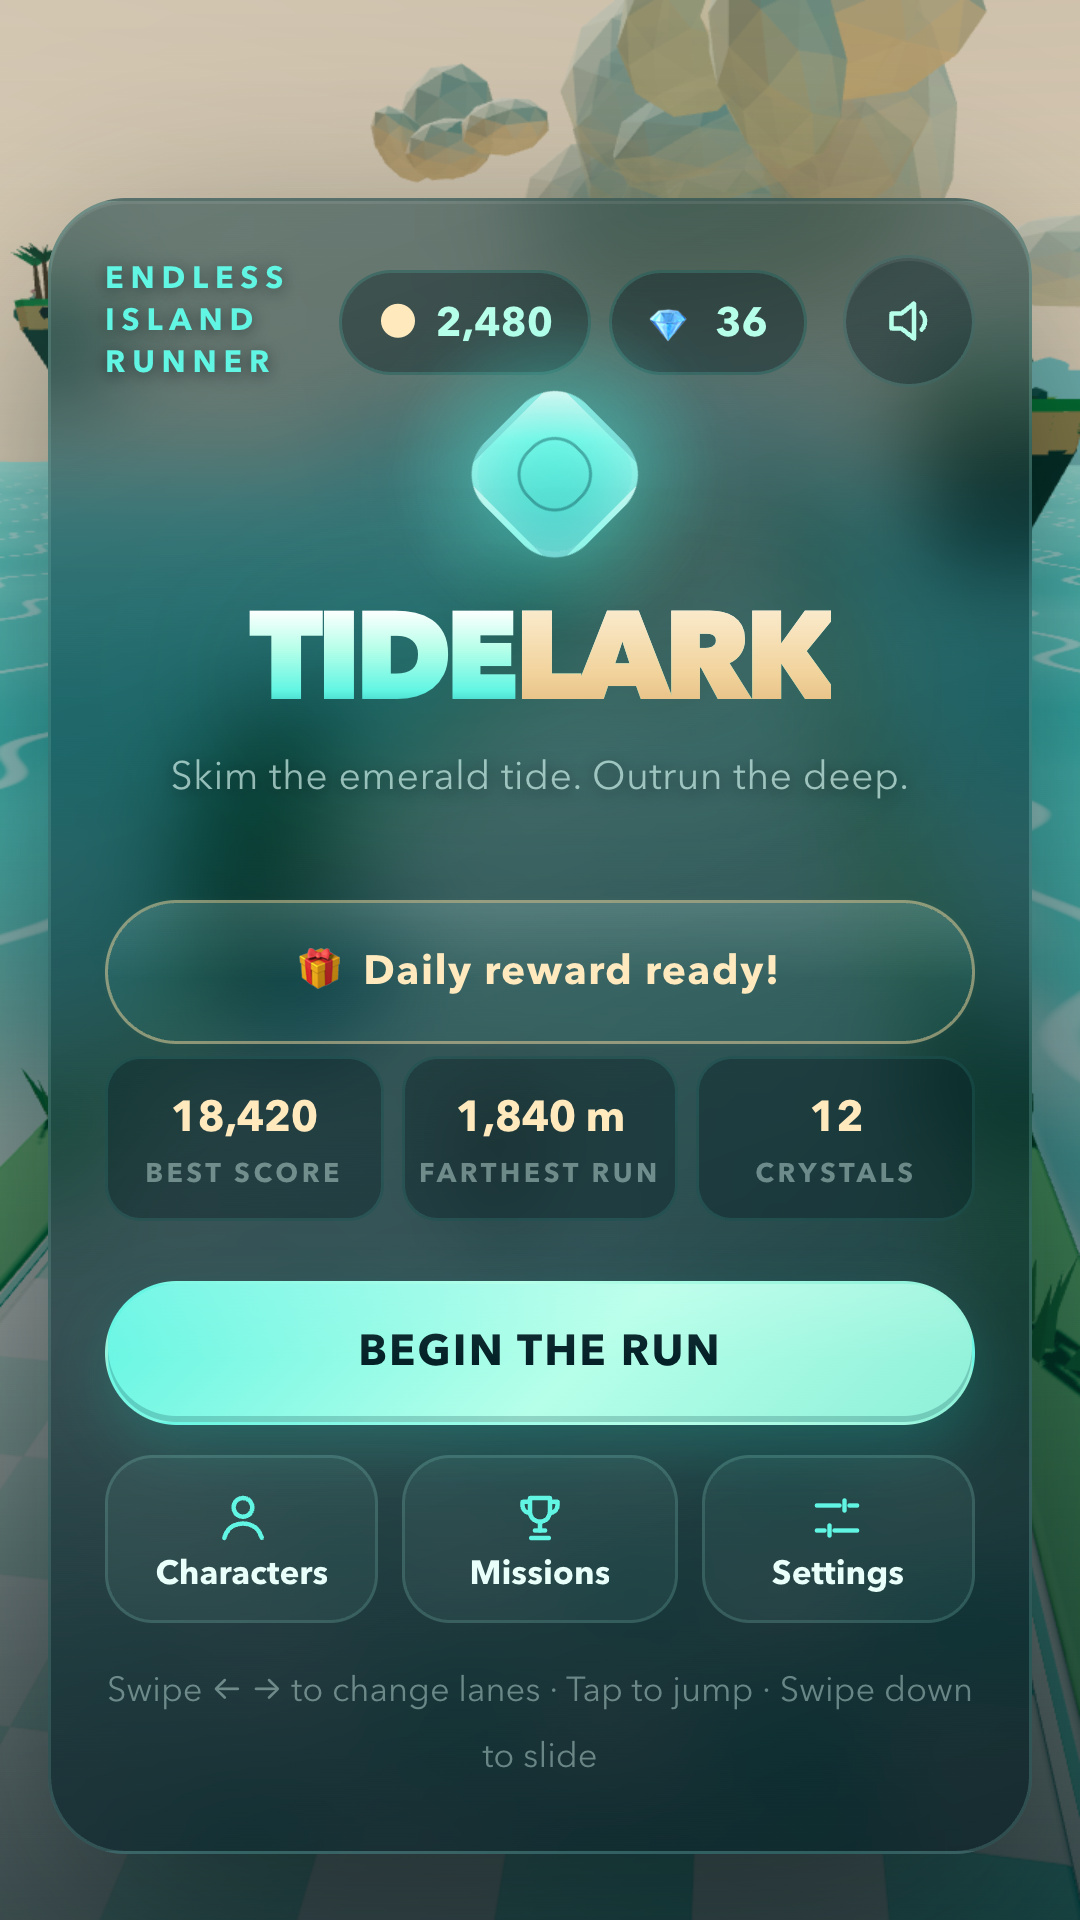 ENDLESS
ISLAND
RUNNER
2,480
36
TIDELARK
Skim the emerald tide. Outrun the deep.
Daily reward ready!
18,420
BEST SCORE
1,840 m
FARTHEST RUN
12
CRYSTALS
BEGIN THE RUN
Characters
Missions
Settings
Swipe ← → to change lanes · Tap to jump · Swipe down
to slide